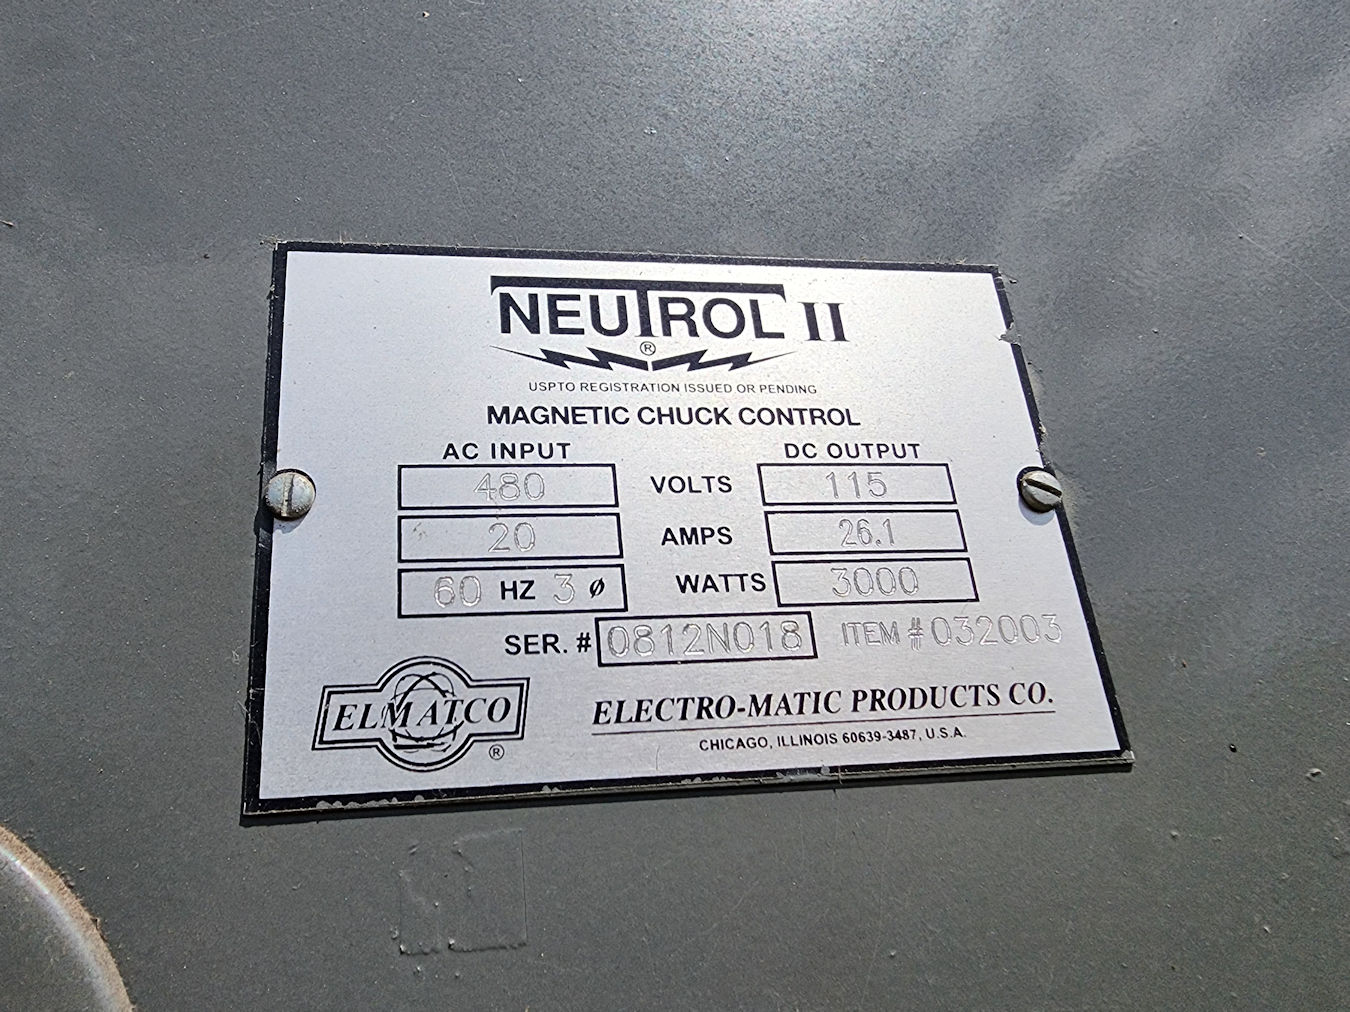 NEUTROL II
®
USPTO REGISTRATION ISSUED OR PENDING
MAGNETIC CHUCK CONTROL
AC INPUT DC OUTPUT
480 VOLTS 115
20 AMPS 26.1
60 HZ 3 Ø WATTS 3000
SER. # 0812N018 ITEM # 032003
ELMATCO ®
ELECTRO-MATIC PRODUCTS CO.
CHICAGO, ILLINOIS 60639-3487, U.S.A.